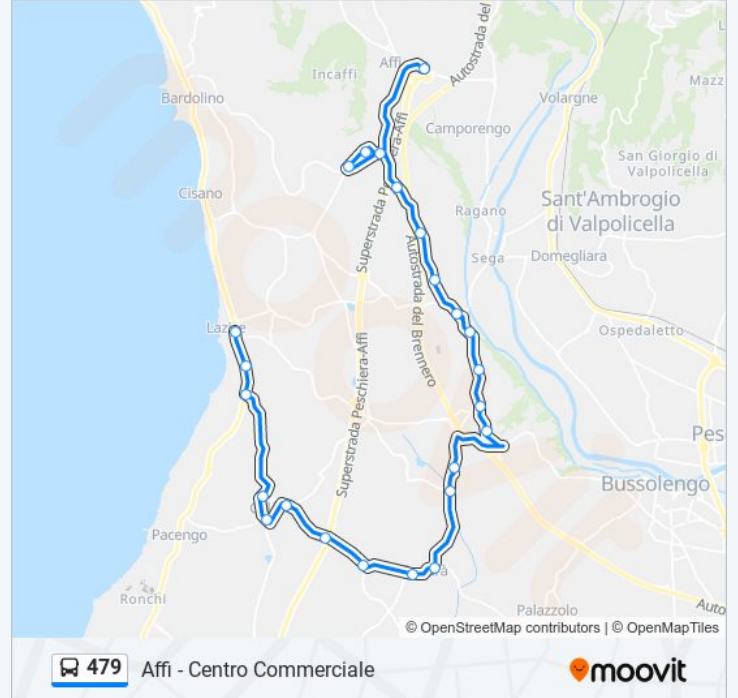 Autostrada del
Affi
Incaffi
Bardolino
Volargne
Mazz
Camporengo
San Giorgio di
Valpolicella
Cisano
Sant'Ambrogio
di Valpolicella
Ragano
Superstrada Peschiera-Affi
Sega
Domegliara
Autostrada del Brennero
Ospedaletto
Superstrada Peschiera-Affi
Pes
Bussolengo
Pacengo
Ronchi
Palazzolo
Auto
© OpenStreetMap contributors | © OpenMapTiles
479 Affi - Centro Commerciale
moovit